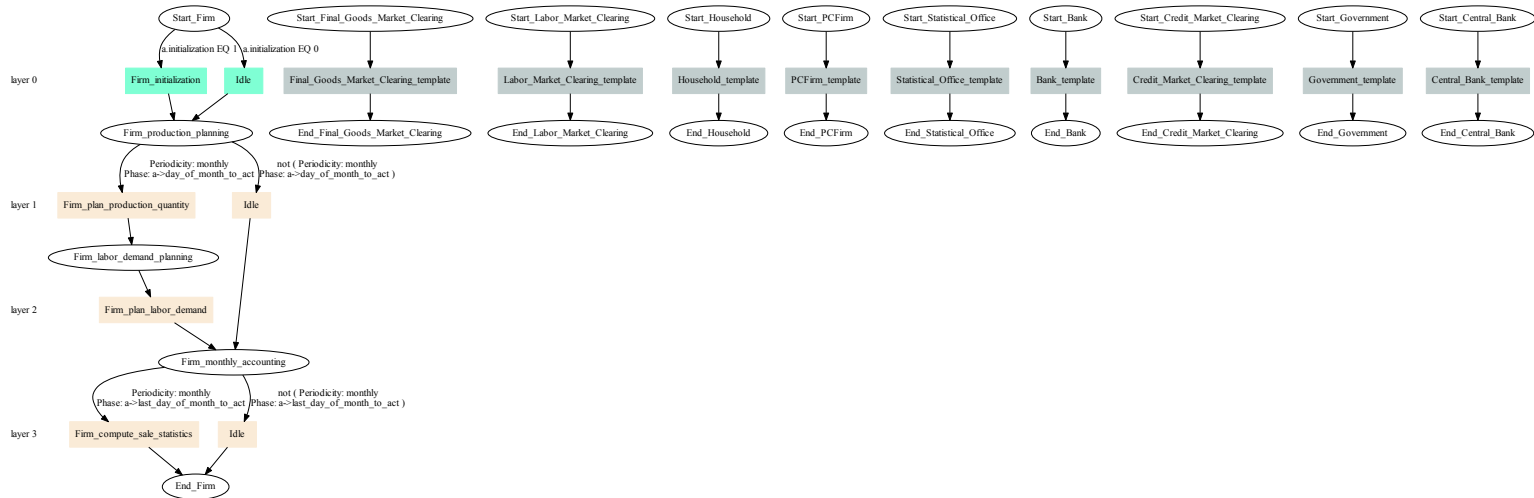 Start_Firm
Start_Final_Goods_Market_Clearing
Start_Labor_Market_Clearing
Start_Household
Start_PCFirm
Start_Statistical_Office
Start_Bank
Start_Credit_Market_Clearing
Start_Government
Start_Central_Bank
a.initialization EQ 1
a.initialization EQ 0
layer 0
Firm_initialization
Idle
Final_Goods_Market_Clearing_template
Labor_Market_Clearing_template
Household_template
PCFirm_template
Statistical_Office_template
Bank_template
Credit_Market_Clearing_template
Government_template
Central_Bank_template
Firm_production_planning
End_Final_Goods_Market_Clearing
End_Labor_Market_Clearing
End_Household
End_PCFirm
End_Statistical_Office
End_Bank
End_Credit_Market_Clearing
End_Government
End_Central_Bank
Periodicity: monthly
Phase: a->day_of_month_to_act
not ( Periodicity: monthly
Phase: a->day_of_month_to_act )
layer 1
Firm_plan_production_quantity
Idle
Firm_labor_demand_planning
layer 2
Firm_plan_labor_demand
Firm_monthly_accounting
Periodicity: monthly
Phase: a->last_day_of_month_to_act
not ( Periodicity: monthly
Phase: a->last_day_of_month_to_act )
layer 3
Firm_compute_sale_statistics
Idle
End_Firm